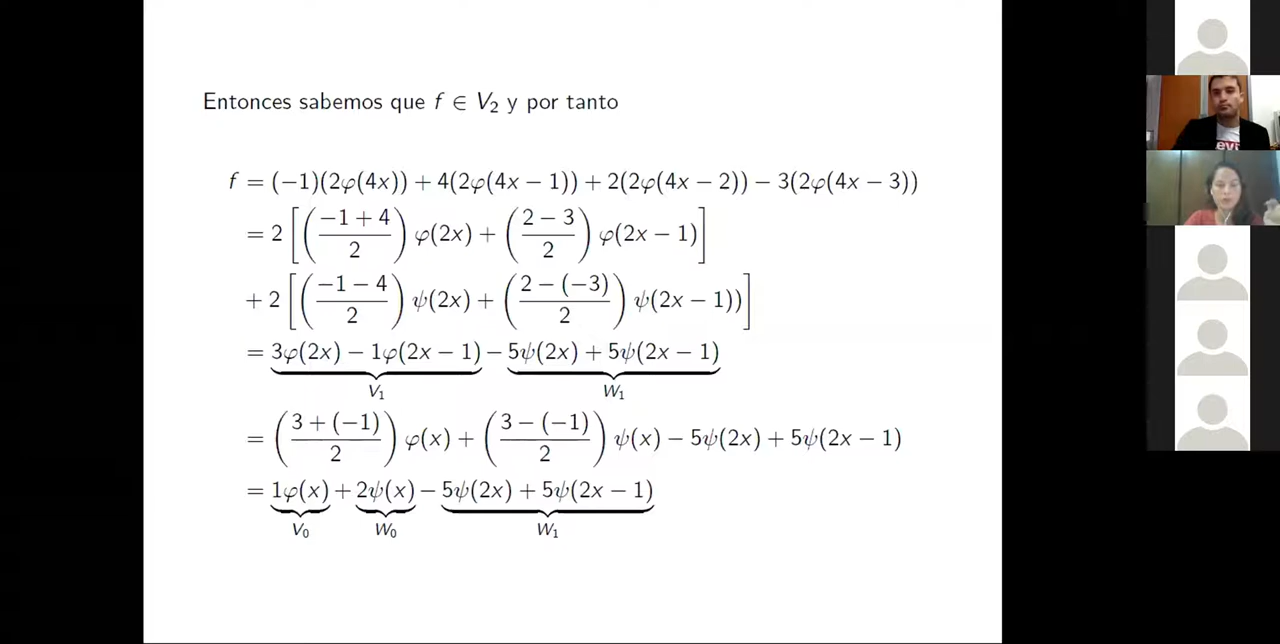 Entonces sabemos que f ∈ V₂ y por tanto
f = (−1)(2φ(4x)) + 4(2φ(4x − 1)) + 2(2φ(4x − 2)) − 3(2φ(4x − 3))
= 2 [ ( (−1 + 4)/2 ) φ(2x) + ( (2 − 3)/2 ) φ(2x − 1) ]
+ 2 [ ( (−1 − 4)/2 ) ψ(2x) + ( (2 − (−3))/2 ) ψ(2x − 1)) ]
= 3φ(2x) − 1φ(2x − 1) − 5ψ(2x) + 5ψ(2x − 1)
V₁ W₁
= ( (3 + (−1))/2 ) φ(x) + ( (3 − (−1))/2 ) ψ(x) − 5ψ(2x) + 5ψ(2x − 1)
= 1φ(x) + 2ψ(x) − 5ψ(2x) + 5ψ(2x − 1)
V₀ W₀ W₁